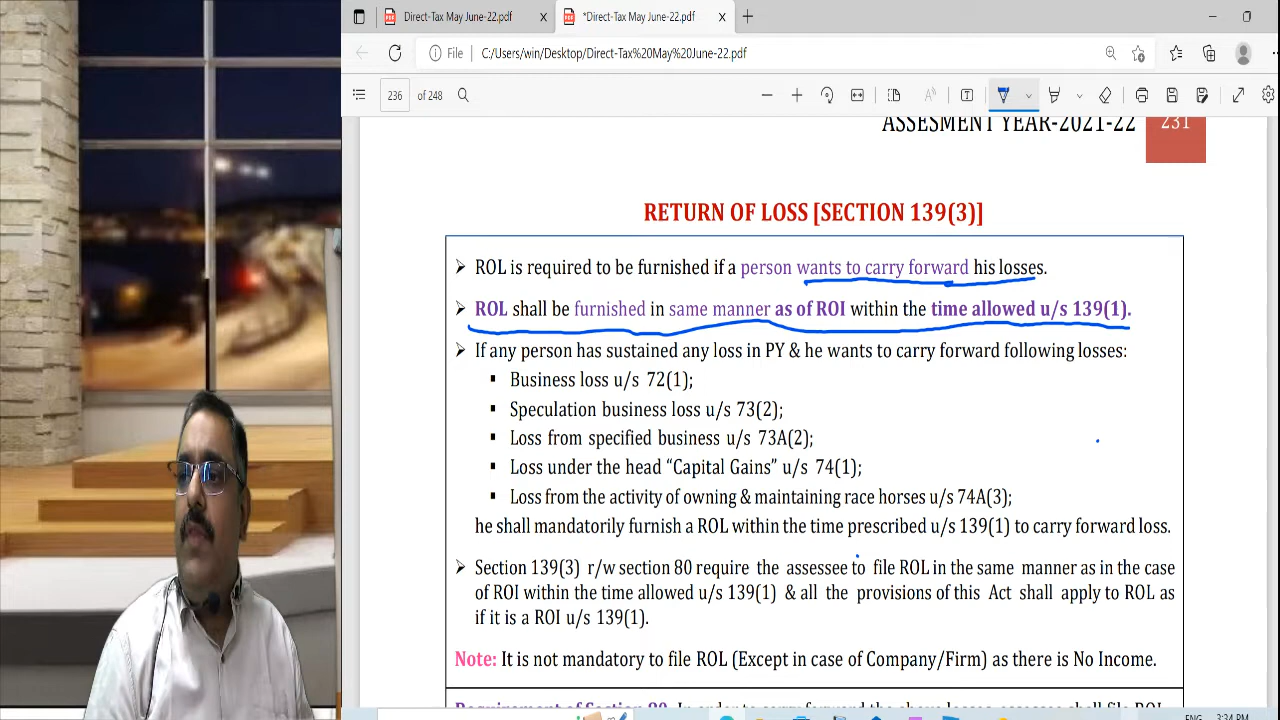 Direct-Tax May June-22.pdf
*Direct-Tax May June-22.pdf
File
C:/Users/win/Desktop/Direct-Tax%20May%20June-22.pdf
236 of 248
ASSESMENT YEAR-2021-22 231
RETURN OF LOSS [SECTION 139(3)]
➢ ROL is required to be furnished if a person wants to carry forward his losses.
➢ ROL shall be furnished in same manner as of ROI within the time allowed u/s 139(1).
➢ If any person has sustained any loss in PY & he wants to carry forward following losses:
▪ Business loss u/s 72(1);
▪ Speculation business loss u/s 73(2);
▪ Loss from specified business u/s 73A(2);
▪ Loss under the head “Capital Gains” u/s 74(1);
▪ Loss from the activity of owning & maintaining race horses u/s 74A(3);
he shall mandatorily furnish a ROL within the time prescribed u/s 139(1) to carry forward loss.
➢ Section 139(3) r/w section 80 require the assessee to file ROL in the same manner as in the case
of ROI within the time allowed u/s 139(1) & all the provisions of this Act shall apply to ROL as
if it is a ROI u/s 139(1).
Note: It is not mandatory to file ROL (Except in case of Company/Firm) as there is No Income.